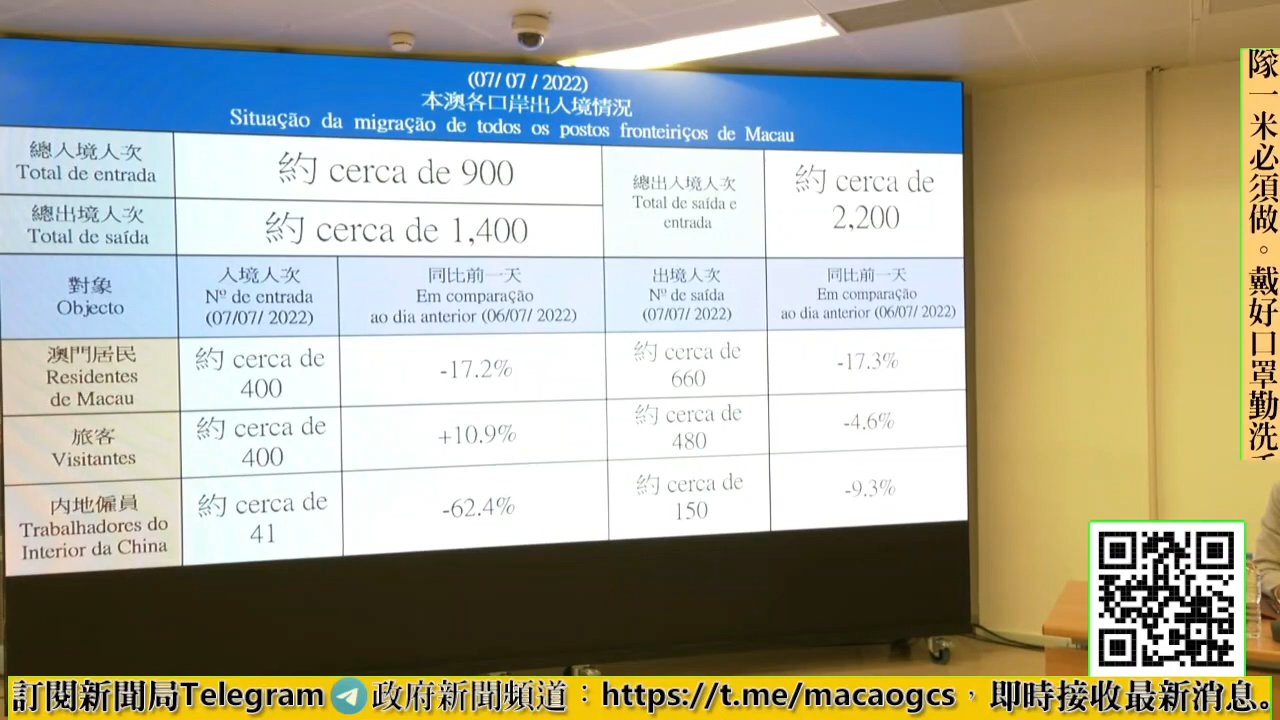 (07/ 07 / 2022)
本澳各口岸出入境情況
Situação da migração de todos os postos fronteiriços de Macau
總入境人次
Total de entrada
約 cerca de 900
總出入境人次
Total de saída e
entrada
約 cerca de
2,200
總出境人次
Total de saída
約 cerca de 1,400
對象
Objecto
入境人次
Nº de entrada
(07/07/ 2022)
同比前一天
Em comparação
ao dia anterior (06/07/ 2022)
出境人次
Nº de saída
(07/07/ 2022)
同比前一天
Em comparação
ao dia anterior (06/07/ 2022)
澳門居民
Residentes
de Macau
約 cerca de
400
-17.2%
約 cerca de
660
-17.3%
旅客
Visitantes
約 cerca de
400
+10.9%
約 cerca de
480
-4.6%
內地僱員
Trabalhadores do
Interior da China
約 cerca de
41
-62.4%
約 cerca de
150
-9.3%
隊一米必須做。戴好口罩勤洗
訂閱新聞局Telegram 政府新聞頻道：https://t.me/macaogcs，即時接收最新消息。